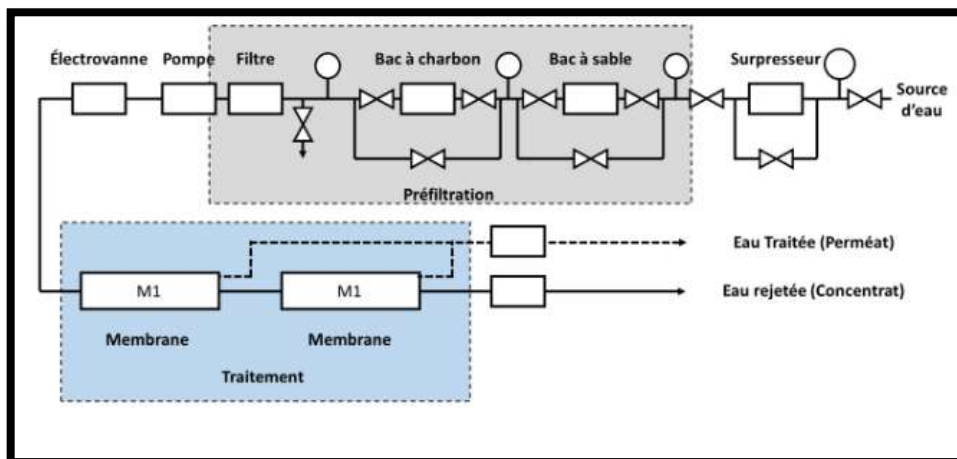 Électrovanne Pompe Filtre Bac à charbon Bac à sable Surpresseur
Source
d'eau
Préfiltration
Eau Traitée (Perméat)
M1 M1
Eau rejetée (Concentrat)
Membrane Membrane
Traitement